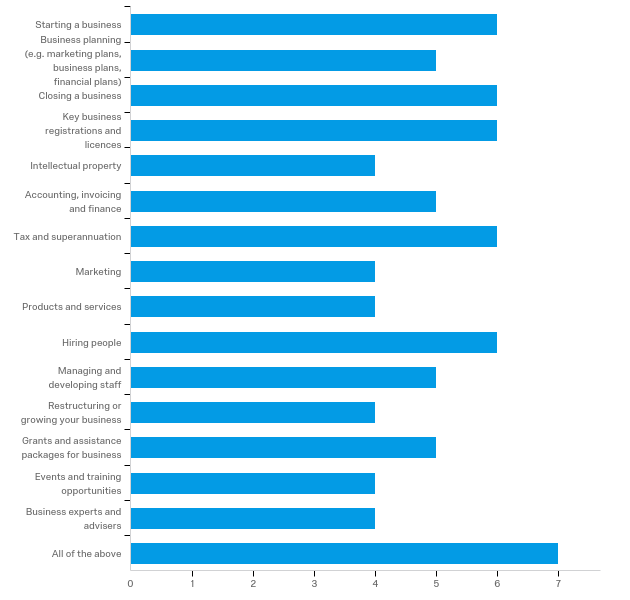 Starting a business
Business planning
(e.g. marketing plans,
business plans,
financial plans)
Closing a business
Key business
registrations and
licences
Intellectual property
Accounting, invoicing
and finance
Tax and superannuation
Marketing
Products and services
Hiring people
Managing and
developing staff
Restructuring or
growing your business
Grants and assistance
packages for business
Events and training
opportunities
Business experts and
advisers
All of the above
0 1 2 3 4 5 6 7